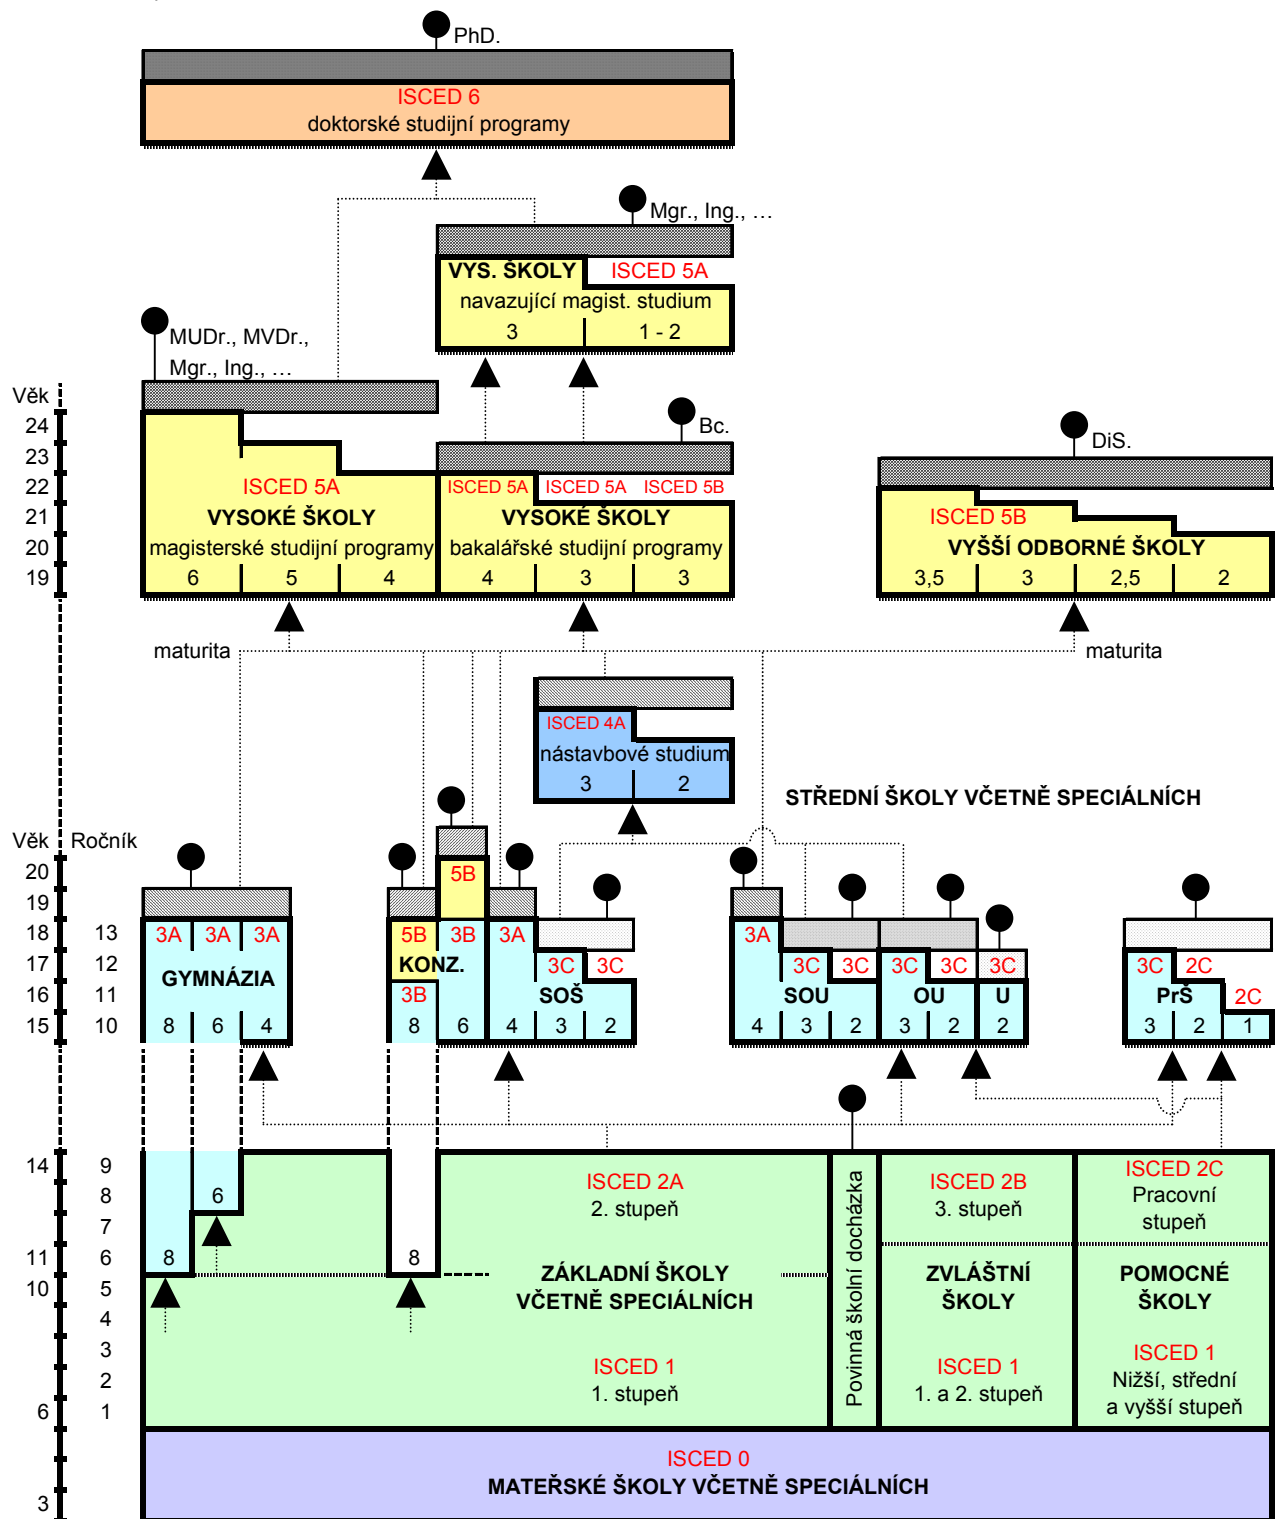 PhD.
ISCED 6
doktorské studijní programy
Mgr., Ing., …
VYS. ŠKOLY ISCED 5A
navazující magist. studium
3 1 - 2
MUDr., MVDr.,
Mgr., Ing., …
Věk
24
23
22
21
20
19
Bc.
DiS.
ISCED 5A
VYSOKÉ ŠKOLY
magisterské studijní programy
6 5 4
ISCED 5A ISCED 5A ISCED 5B
VYSOKÉ ŠKOLY
bakalářské studijní programy
4 3 3
ISCED 5B
VYŠŠÍ ODBORNÉ ŠKOLY
3,5 3 2,5 2
maturita
maturita
ISCED 4A
nástavbové studium
3 2
STŘEDNÍ ŠKOLY VČETNĚ SPECIÁLNÍCH
Věk Ročník
20
19
18 13
17 12
16 11
15 10
3A 3A 3A
GYMNÁZIA
8 6 4
5B
5B 3B 3A
KONZ.
3B
8 6
3C 3C
SOŠ
4 3 2
3A
3C 3C
SOU
4 3 2
3C 3C
OU
3 2
3C
U
2
3C 2C
PrŠ 2C
3 2 1
14 9
8
7
11 6
10 5
4
3
2
6 1
3
6
8
8
ISCED 2A
2. stupeň
ZÁKLADNÍ ŠKOLY
VČETNĚ SPECIÁLNÍCH
ISCED 1
1. stupeň
Povinná školní docházka
ISCED 2B
3. stupeň
ZVLÁŠTNÍ
ŠKOLY
ISCED 1
1. a 2. stupeň
ISCED 2C
Pracovní
stupeň
POMOCNÉ
ŠKOLY
ISCED 1
Nižší, střední
a vyšší stupeň
ISCED 0
MATEŘSKÉ ŠKOLY VČETNĚ SPECIÁLNÍCH